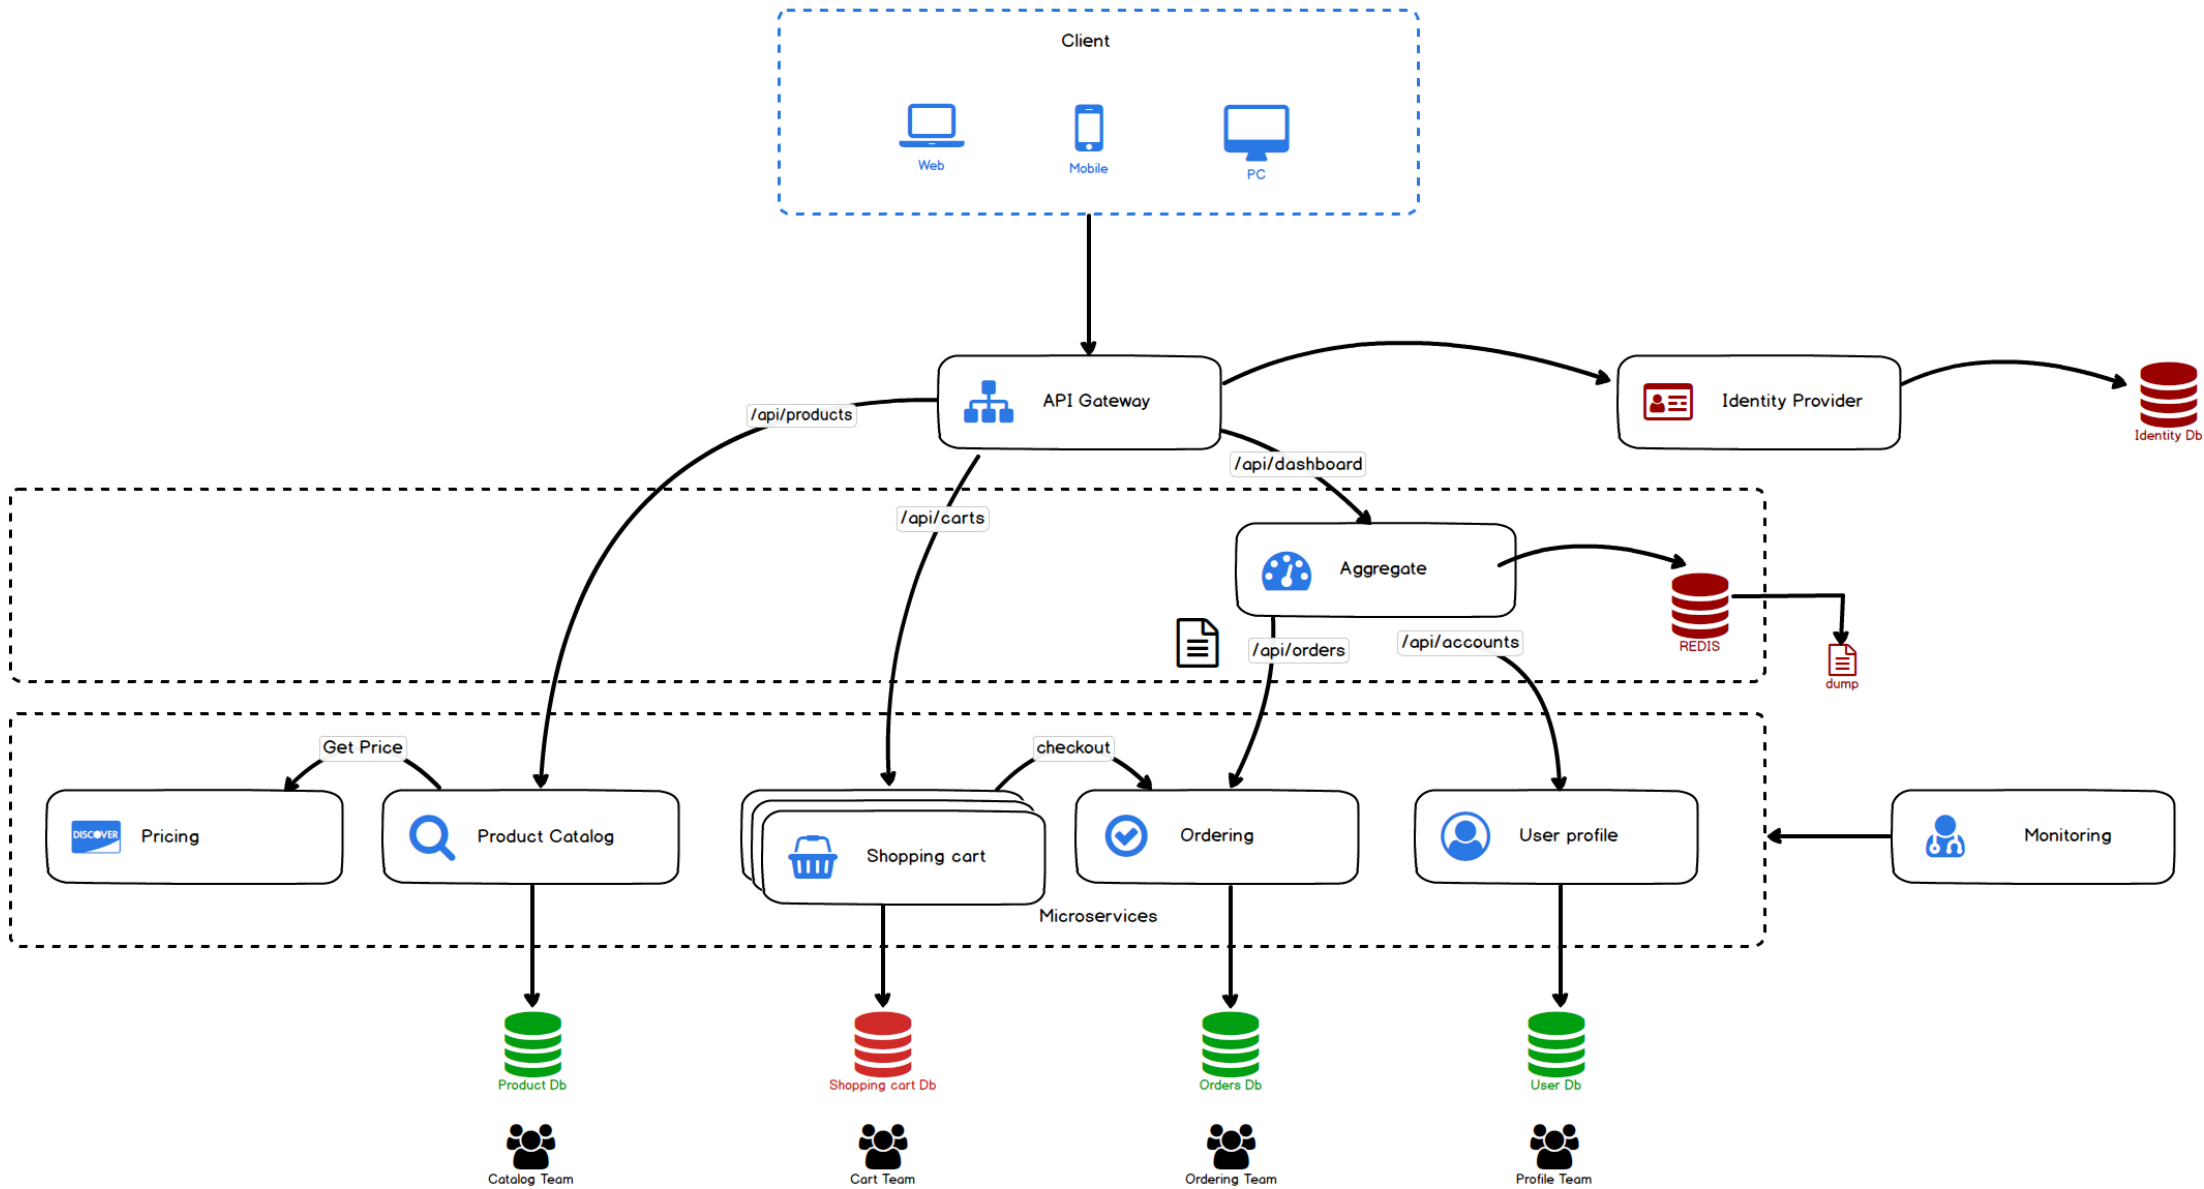 Client
Web
Mobile
PC
API Gateway
Identity Provider
Identity Db
/api/products
/api/dashboard
/api/carts
Aggregate
REDIS
dump
/api/orders
/api/accounts
Get Price
checkout
DISCOVER
Pricing
Product Catalog
Shopping cart
Ordering
User profile
Monitoring
Microservices
Product Db
Shopping cart Db
Orders Db
User Db
Catalog Team
Cart Team
Ordering Team
Profile Team